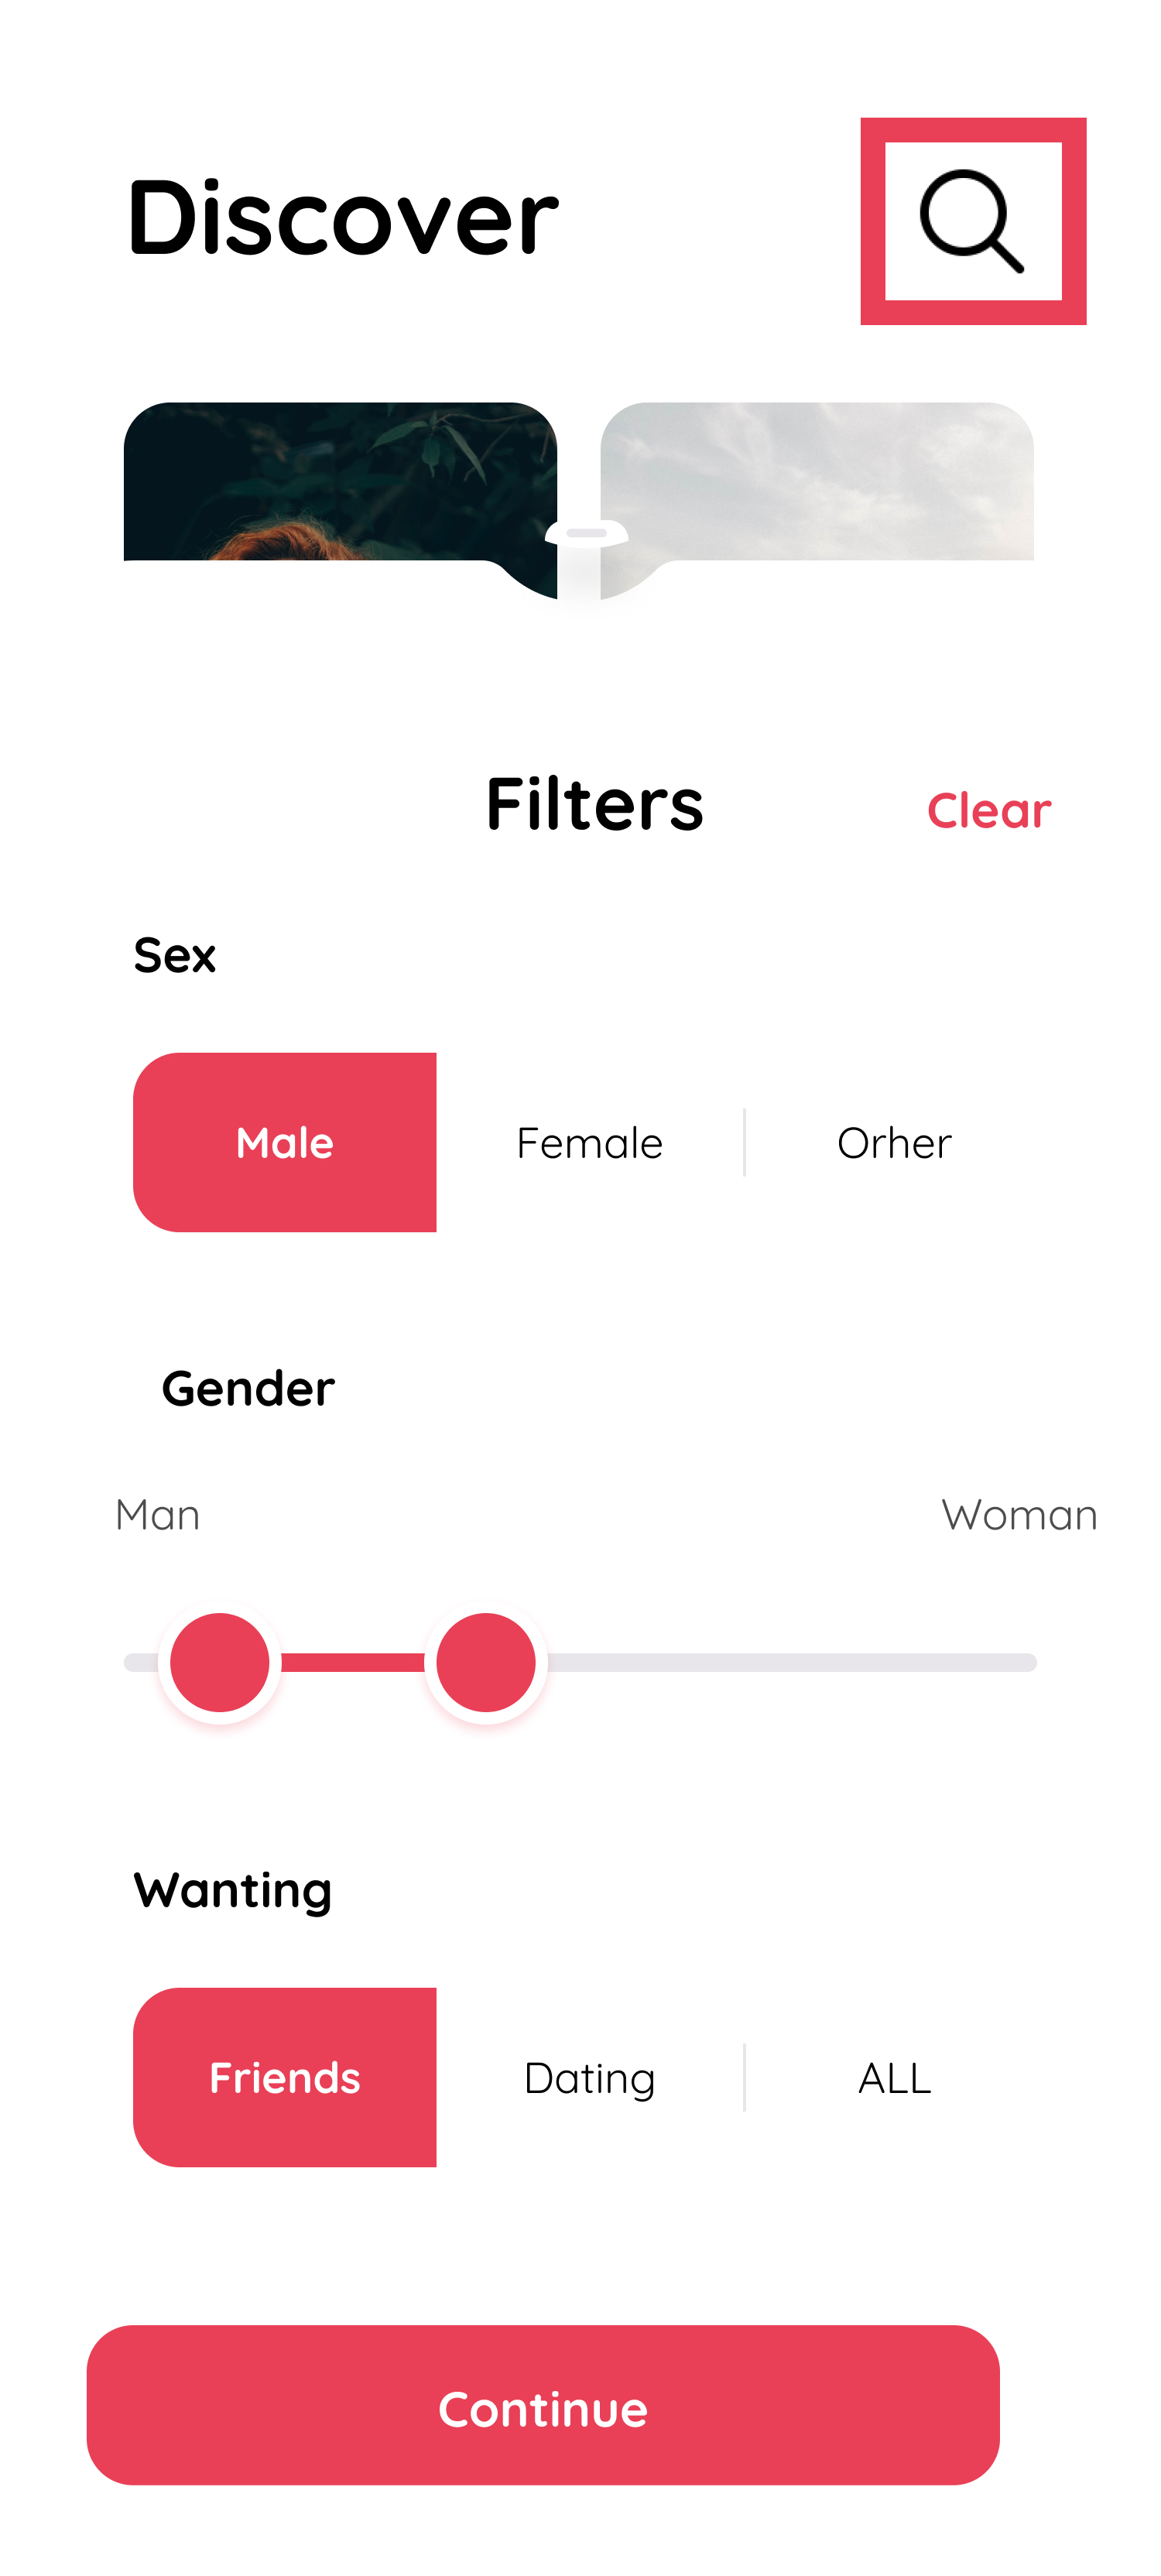 Discover
Filters
Clear
Sex
Male
Female
Orher
Gender
Man
Woman
Wanting
Friends
Dating
ALL
Continue